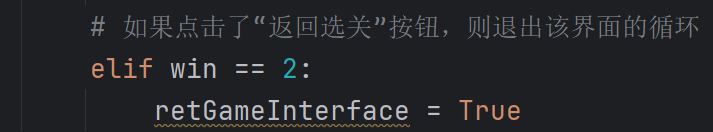 # 如果点击了“返回选关”按钮，则退出该界面的循环
elif win == 2:
retGameInterface = True